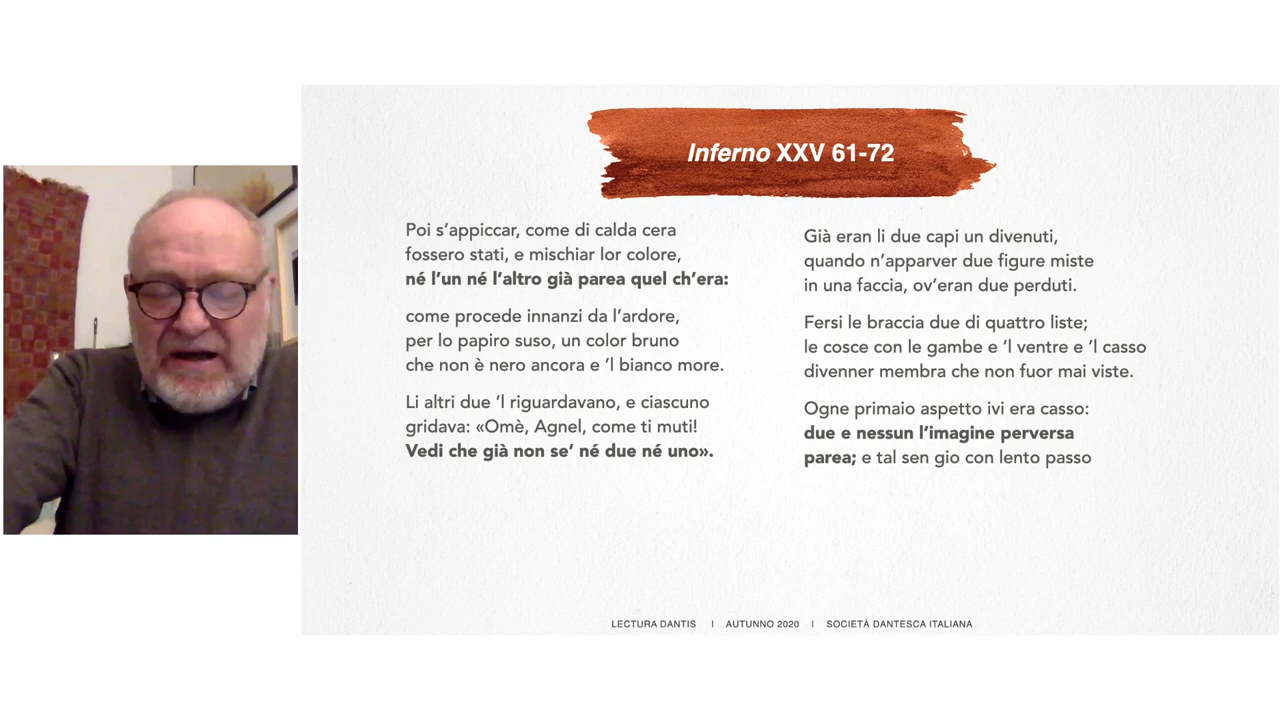 Inferno XXV 61-72
Poi s’appiccar, come di calda cera
fossero stati, e mischiar lor colore,
né l’un né l’altro già parea quel ch’era:
come procede innanzi da l’ardore,
per lo papiro suso, un color bruno
che non è nero ancora e ’l bianco more.
Li altri due ’l riguardavano, e ciascuno
gridava: «Omè, Agnel, come ti muti!
Vedi che già non se’ né due né uno».
Già eran li due capi un divenuti,
quando n’apparver due figure miste
in una faccia, ov’eran due perduti.
Fersi le braccia due di quattro liste;
le cosce con le gambe e ’l ventre e ’l casso
divenner membra che non fuor mai viste.
Ogne primaio aspetto ivi era casso:
due e nessun l’imagine perversa
parea; e tal sen gio con lento passo
LECTURA DANTIS | AUTUNNO 2020 | SOCIETÀ DANTESCA ITALIANA